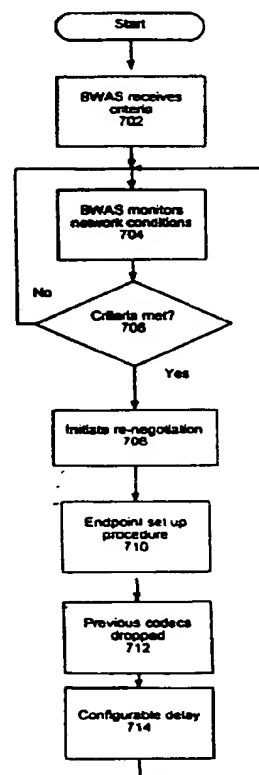 Start
BWAS receives
criteria
702
BWAS monitors
network conditions
704
No
Criteria met?
706
Yes
Initiate re-negotiation
708
Endpoint set up
procedure
710
Previous codecs
dropped
712
Configurable delay
714